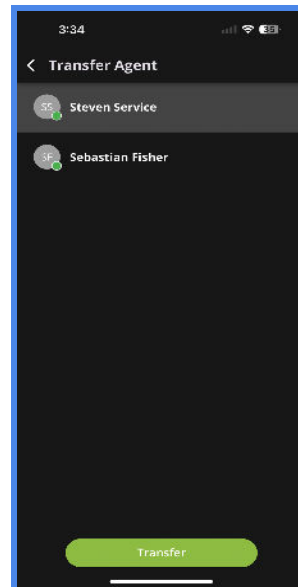 3:34
Transfer Agent
SS
Steven Service
SF
Sebastian Fisher
Transfer